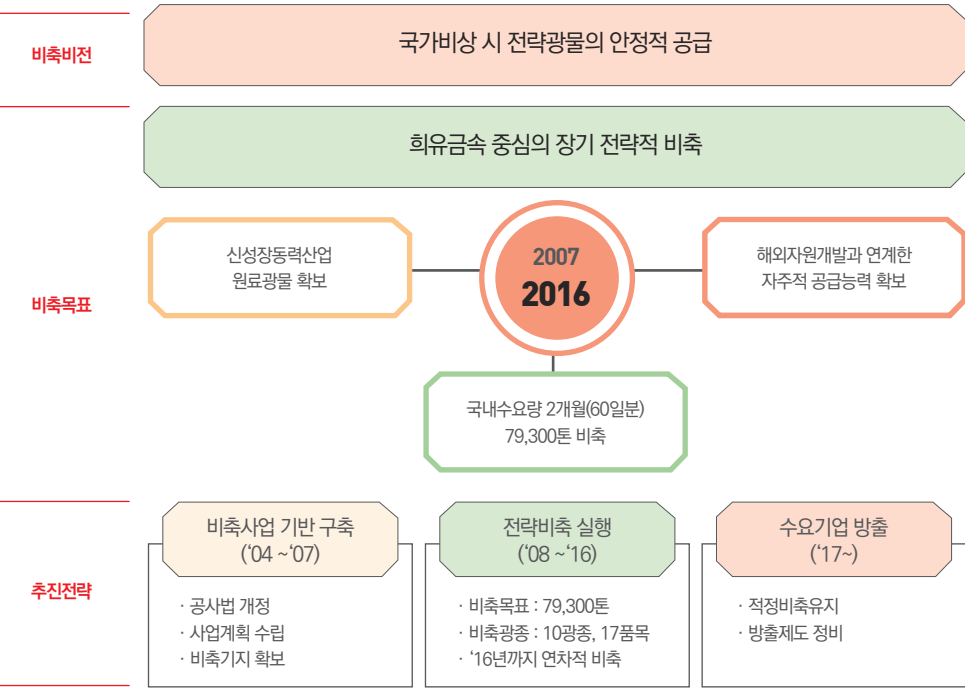 비축비전
국가비상 시 전략광물의 안정적 공급
희유금속 중심의 장기 전략적 비축
비축목표
신성장동력산업
원료광물 확보
2007
2016
해외자원개발과 연계한
자주적 공급능력 확보
국내수요량 2개월(60일분)
79,300톤 비축
추진전략
비축사업 기반 구축
(‘04 ~‘07)
· 공사법 개정
· 사업계획 수립
· 비축기지 확보
전략비축 실행
(‘08 ~‘16)
· 비축목표 : 79,300톤
· 비축광종 : 10광종, 17품목
· ‘16년까지 연차적 비축
수요기업 방출
(‘17~)
· 적정비축유지
· 방출제도 정비